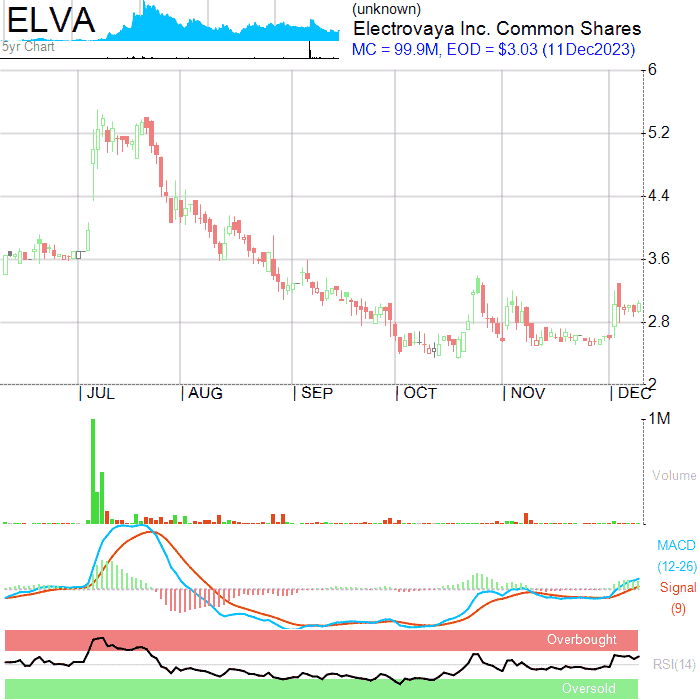 ELVA
5yr Chart
(unknown)
Electrovaya Inc. Common Shares
MC = 99.9M, EOD = $3.03 (11Dec2023)
6
5.2
4.4
3.6
2.8
2
JUL AUG SEP OCT NOV DEC
1M
Volume
MACD
(12-26)
Signal
(9)
Overbought
RSI(14)
Oversold